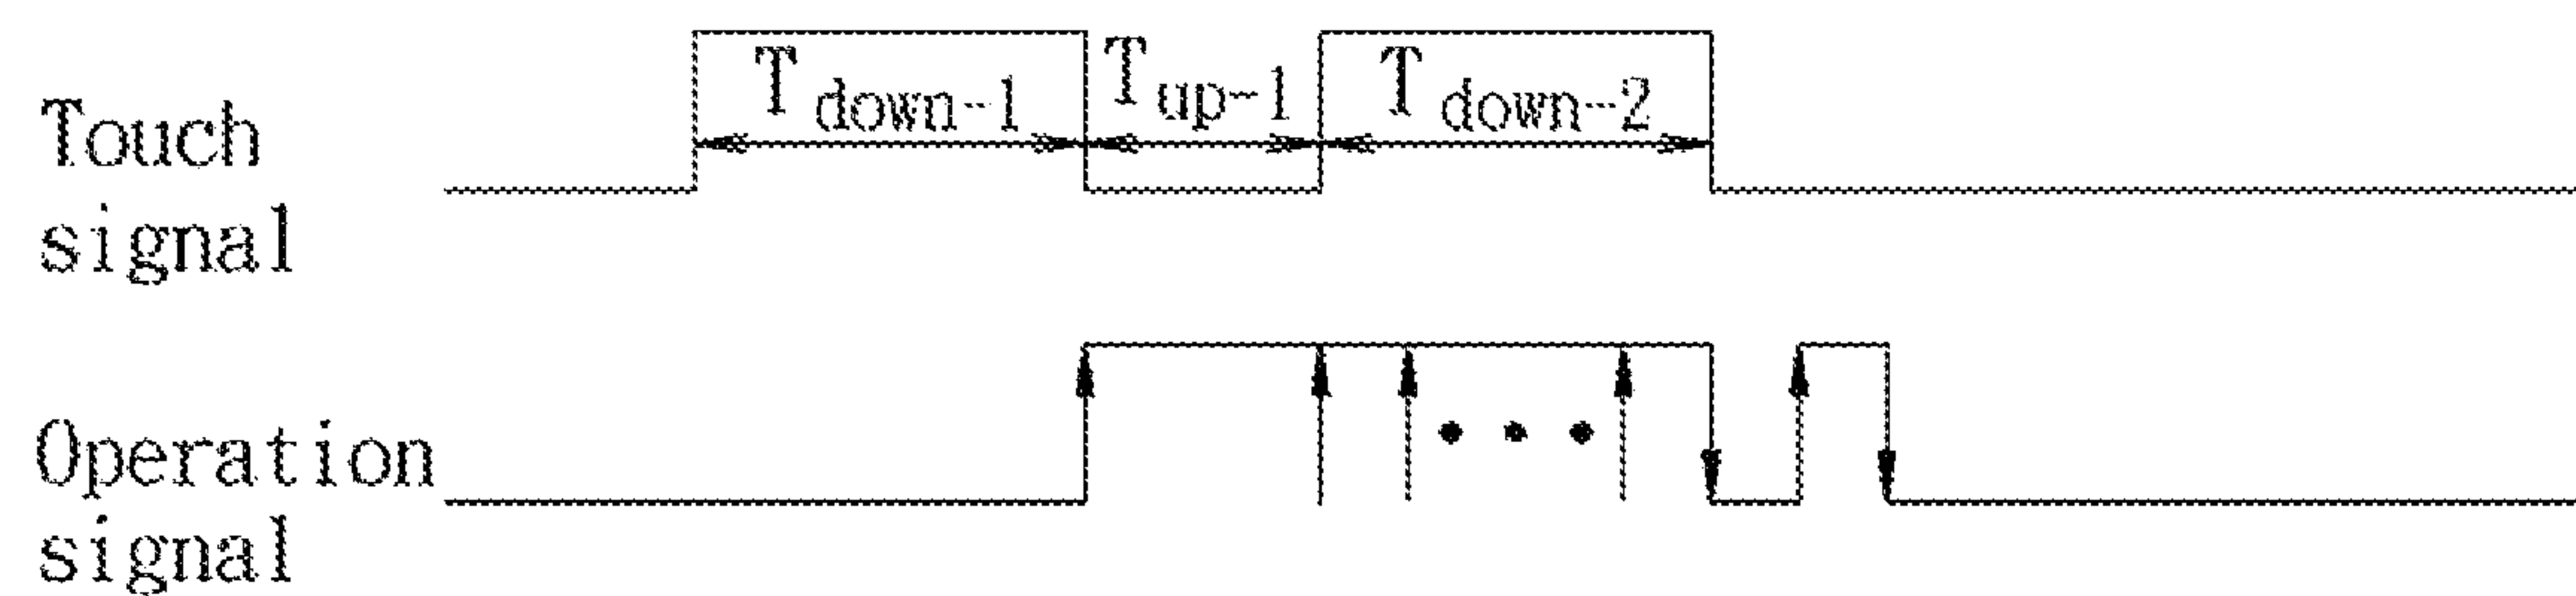 T down-1 T up-1 T down-2
Touch
signal
Operation
signal